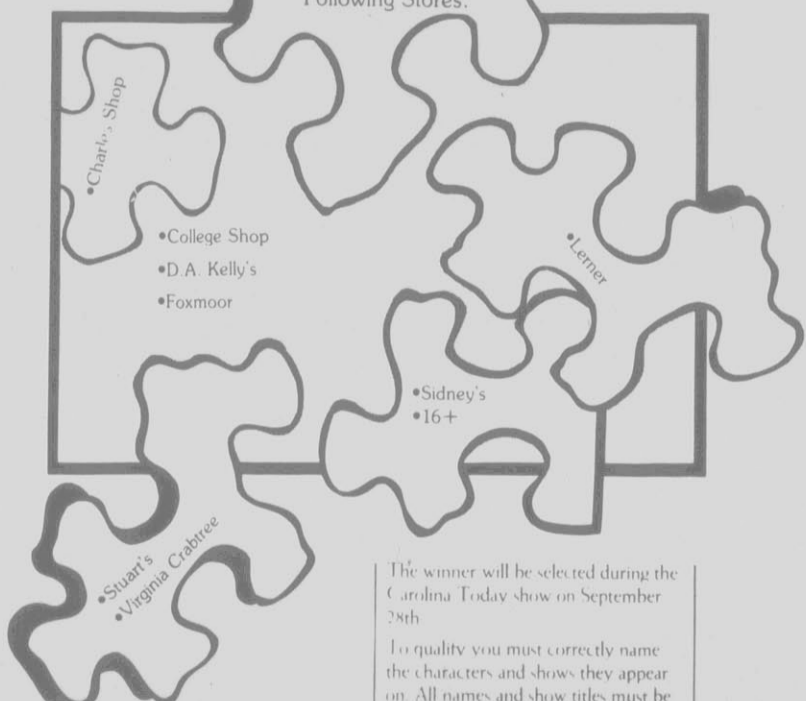 Following Stores:
•Charles Shop
•College Shop
•D.A. Kelly's
•Foxmoor
•Lerner
•Sidney's
•16+
•Stuart's
•Virginia Crabtree
The winner will be selected during the
Carolina Today show on September
28th
To qualify you must correctly name
the characters and shows they appear
on. All names and show titles must be